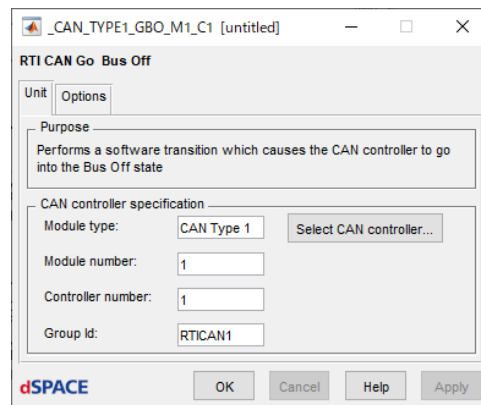 _CAN_TYPE1_GBO_M1_C1 [untitled]
RTI CAN Go Bus Off
Unit Options
Purpose
Performs a software transition which causes the CAN controller to go
into the Bus Off state
CAN controller specification
Module type: CAN Type 1 Select CAN controller...
Module number: 1
Controller number: 1
Group Id: RTICAN1
dSPACE OK Cancel Help Apply